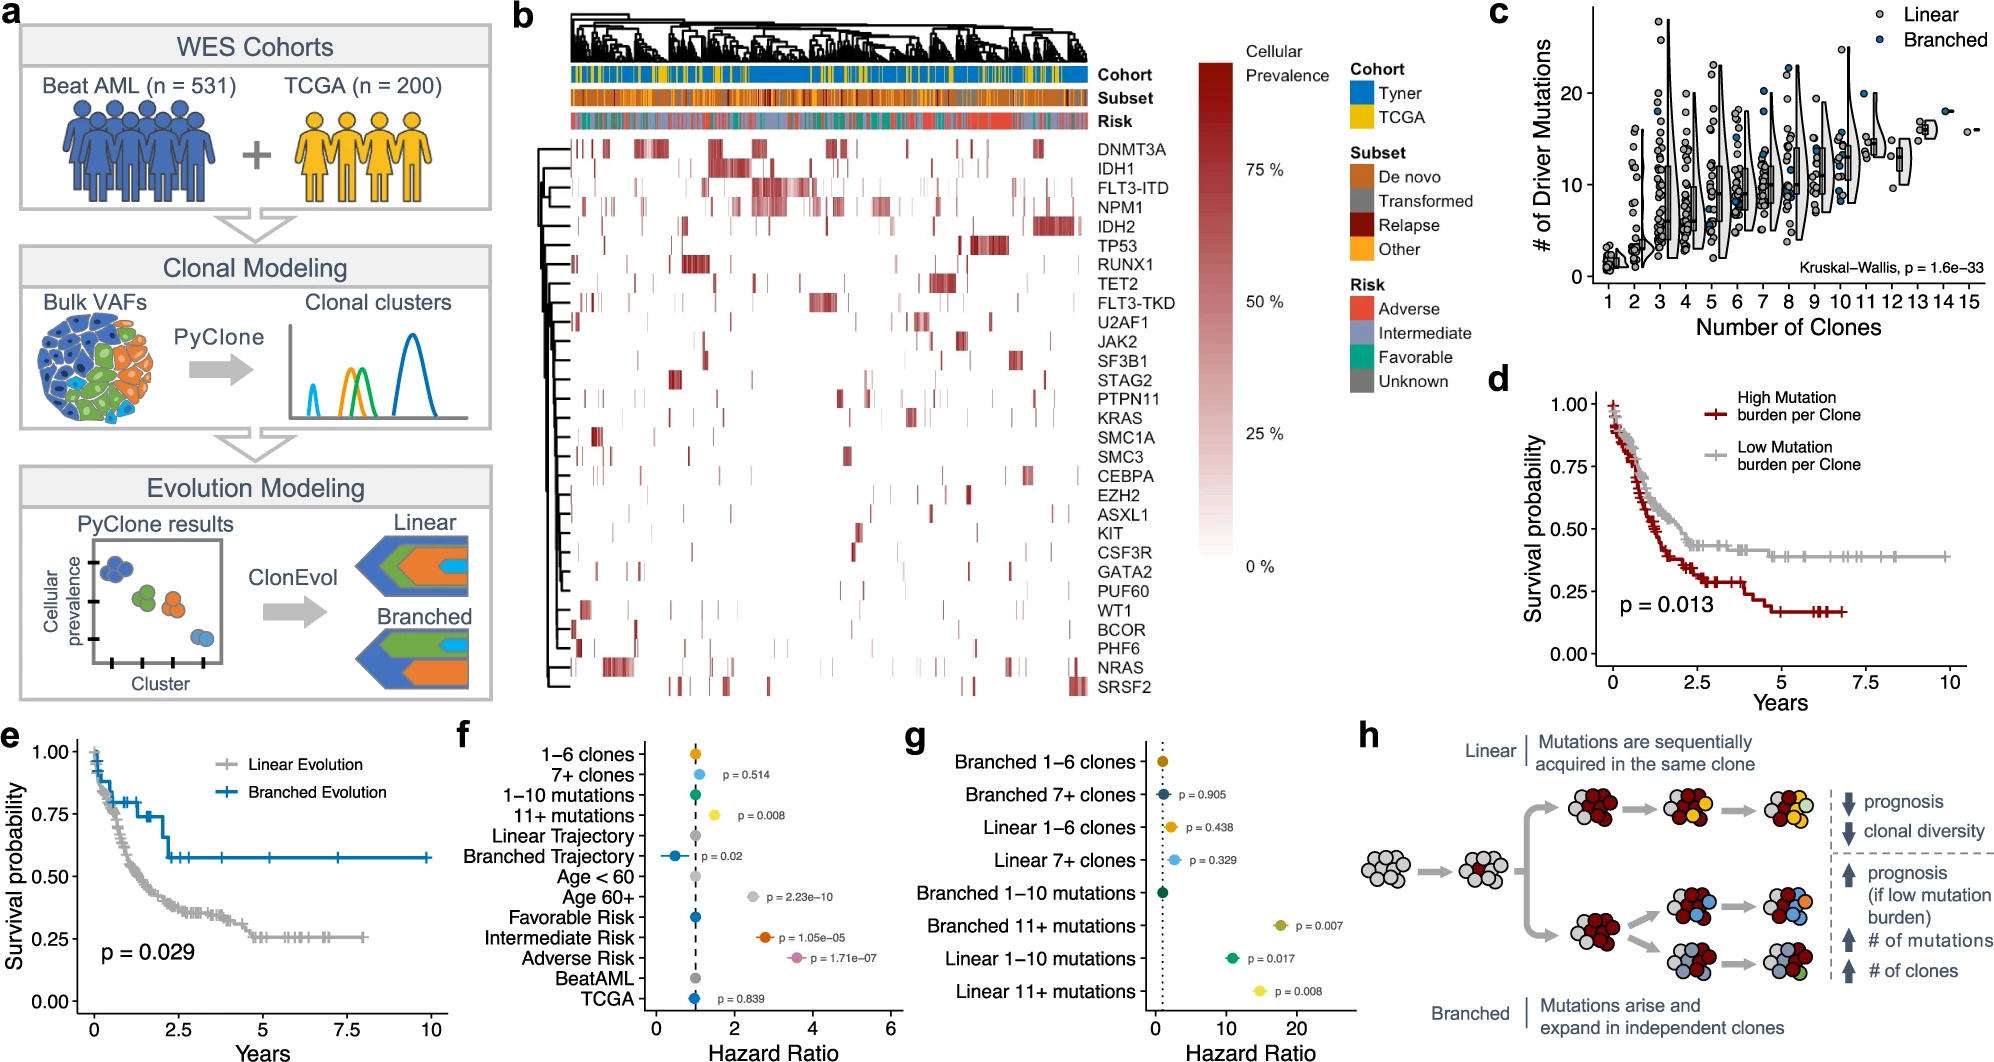 a
WES Cohorts
Beat AML (n = 531)
TCGA (n = 200)
+
Clonal Modeling
Bulk VAFs
PyClone
Clonal clusters
Evolution Modeling
PyClone results
Cellular
prevalence
Cluster
ClonEvol
Linear
Branched
b
Cohort
Subset
Risk
DNMT3A
IDH1
FLT3-ITD
NPM1
IDH2
TP53
RUNX1
TET2
FLT3-TKD
U2AF1
JAK2
SF3B1
STAG2
PTPN11
KRAS
SMC1A
SMC3
CEBPA
EZH2
ASXL1
KIT
CSF3R
GATA2
PUF60
WT1
BCOR
PHF6
NRAS
SRSF2
Cellular
Prevalence
75 %
50 %
25 %
0 %
Cohort
Tyner
TCGA
Subset
De novo
Transformed
Relapse
Other
Risk
Adverse
Intermediate
Favorable
Unknown
c
Linear
Branched
# of Driver Mutations
20
10
0
Kruskal–Wallis, p = 1.6e−33
1 2 3 4 5 6 7 8 9 10 11 12 13 14 15
Number of Clones
d
High Mutation
burden per Clone
Low Mutation
burden per Clone
Survival probability
1.00
0.75
0.50
0.25
0.00
p = 0.013
0 2.5 5 7.5 10
Years
e
Linear Evolution
Branched Evolution
Survival probability
1.00
0.75
0.50
0.25
0.00
p = 0.029
0 2.5 5 7.5 10
Years
f
1−6 clones
7+ clones p = 0.514
1−10 mutations
11+ mutations p = 0.008
Linear Trajectory
Branched Trajectory p = 0.02
Age < 60
Age 60+ p = 2.23e−10
Favorable Risk
Intermediate Risk p = 1.05e−05
Adverse Risk p = 1.71e−07
BeatAML
TCGA p = 0.839
0 2 4 6
Hazard Ratio
g
Branched 1−6 clones
Branched 7+ clones p = 0.905
Linear 1−6 clones p = 0.438
Linear 7+ clones p = 0.329
Branched 1−10 mutations
Branched 11+ mutations p = 0.007
Linear 1−10 mutations p = 0.017
Linear 11+ mutations p = 0.008
0 10 20
Hazard Ratio
h
Linear
Mutations are sequentially
acquired in the same clone
prognosis
clonal diversity
prognosis
(if low mutation
burden)
# of mutations
# of clones
Branched
Mutations arise and
expand in independent clones